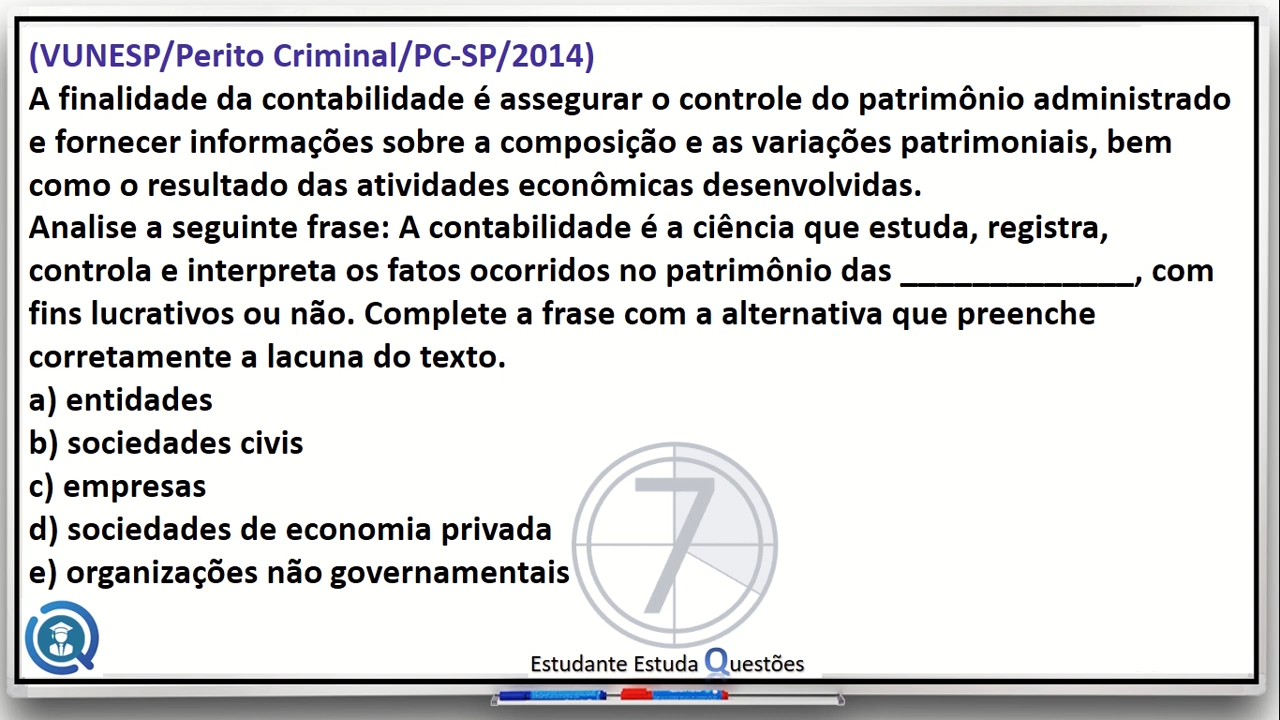 (VUNESP/Perito Criminal/PC-SP/2014)
A finalidade da contabilidade é assegurar o controle do patrimônio administrado
e fornecer informações sobre a composição e as variações patrimoniais, bem
como o resultado das atividades econômicas desenvolvidas.
Analise a seguinte frase: A contabilidade é a ciência que estuda, registra,
controla e interpreta os fatos ocorridos no patrimônio das ______________, com
fins lucrativos ou não. Complete a frase com a alternativa que preenche
corretamente a lacuna do texto.
a) entidades
b) sociedades civis
c) empresas
d) sociedades de economia privada
e) organizações não governamentais
7
Estudante Estuda Questões